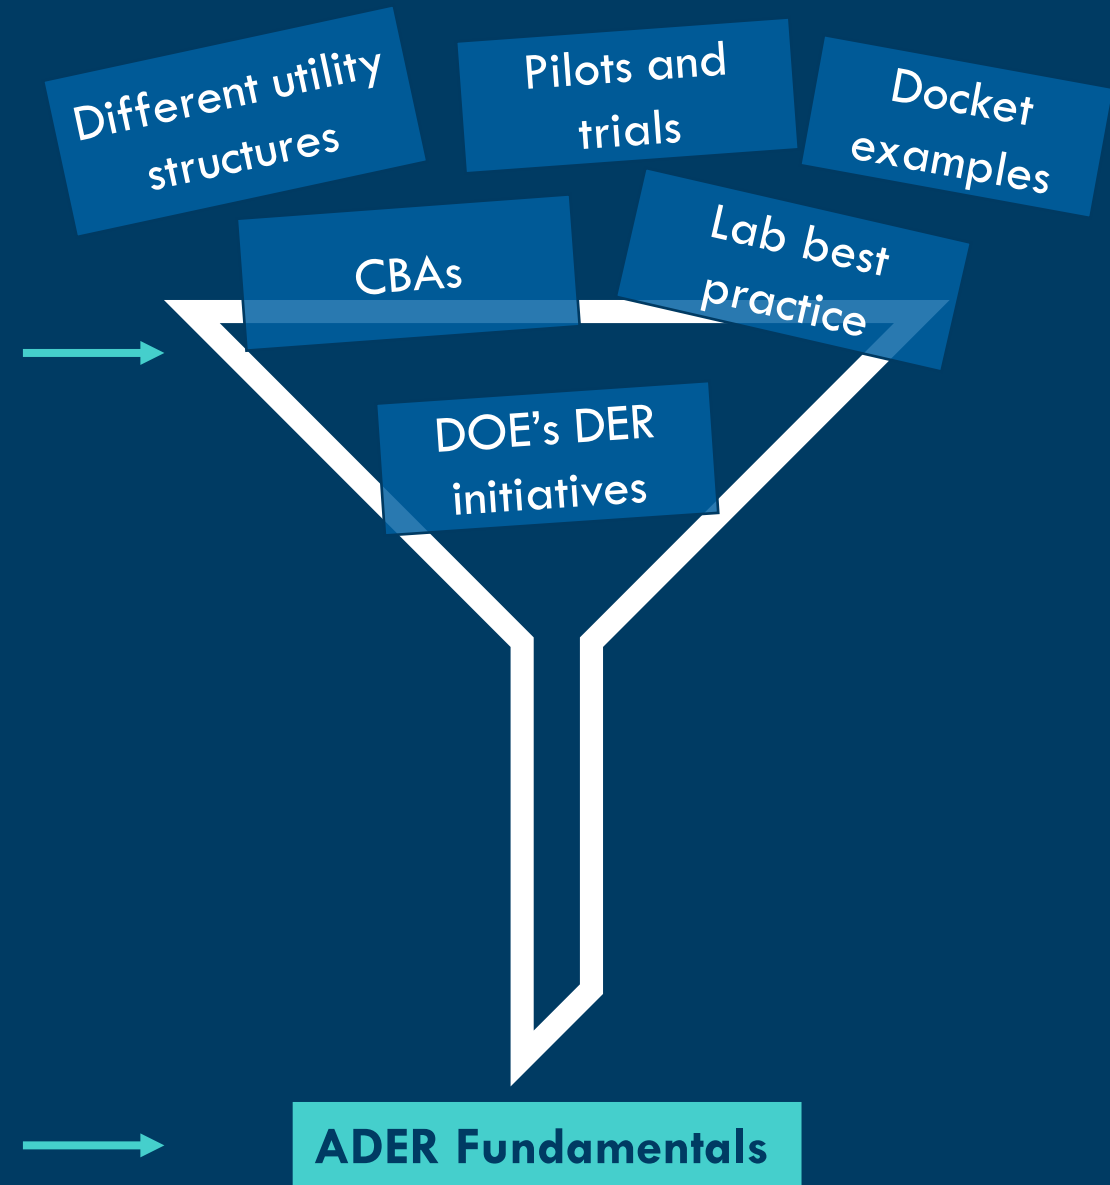 Different utility
structures
Pilots and
trials
Docket
examples
CBAs
Lab best
practice
DOE’s DER
initiatives
ADER Fundamentals